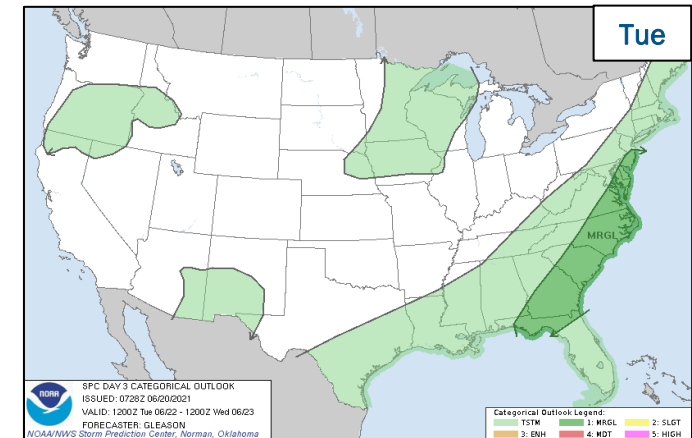 Tue
MRGL
SPC DAY 3 CATEGORICAL OUTLOOK
ISSUED: 0728Z 06/20/2021
VALID: 1200Z Tue 06/22 - 1200Z Wed 06/23
FORECASTER: GLEASON
NOAA/NWS Storm Prediction Center, Norman, Oklahoma
NOAA
Categorical Outlook Legend:
TSTM 1: MRGL 2: SLGT
3: ENH 4: MDT 5: HIGH